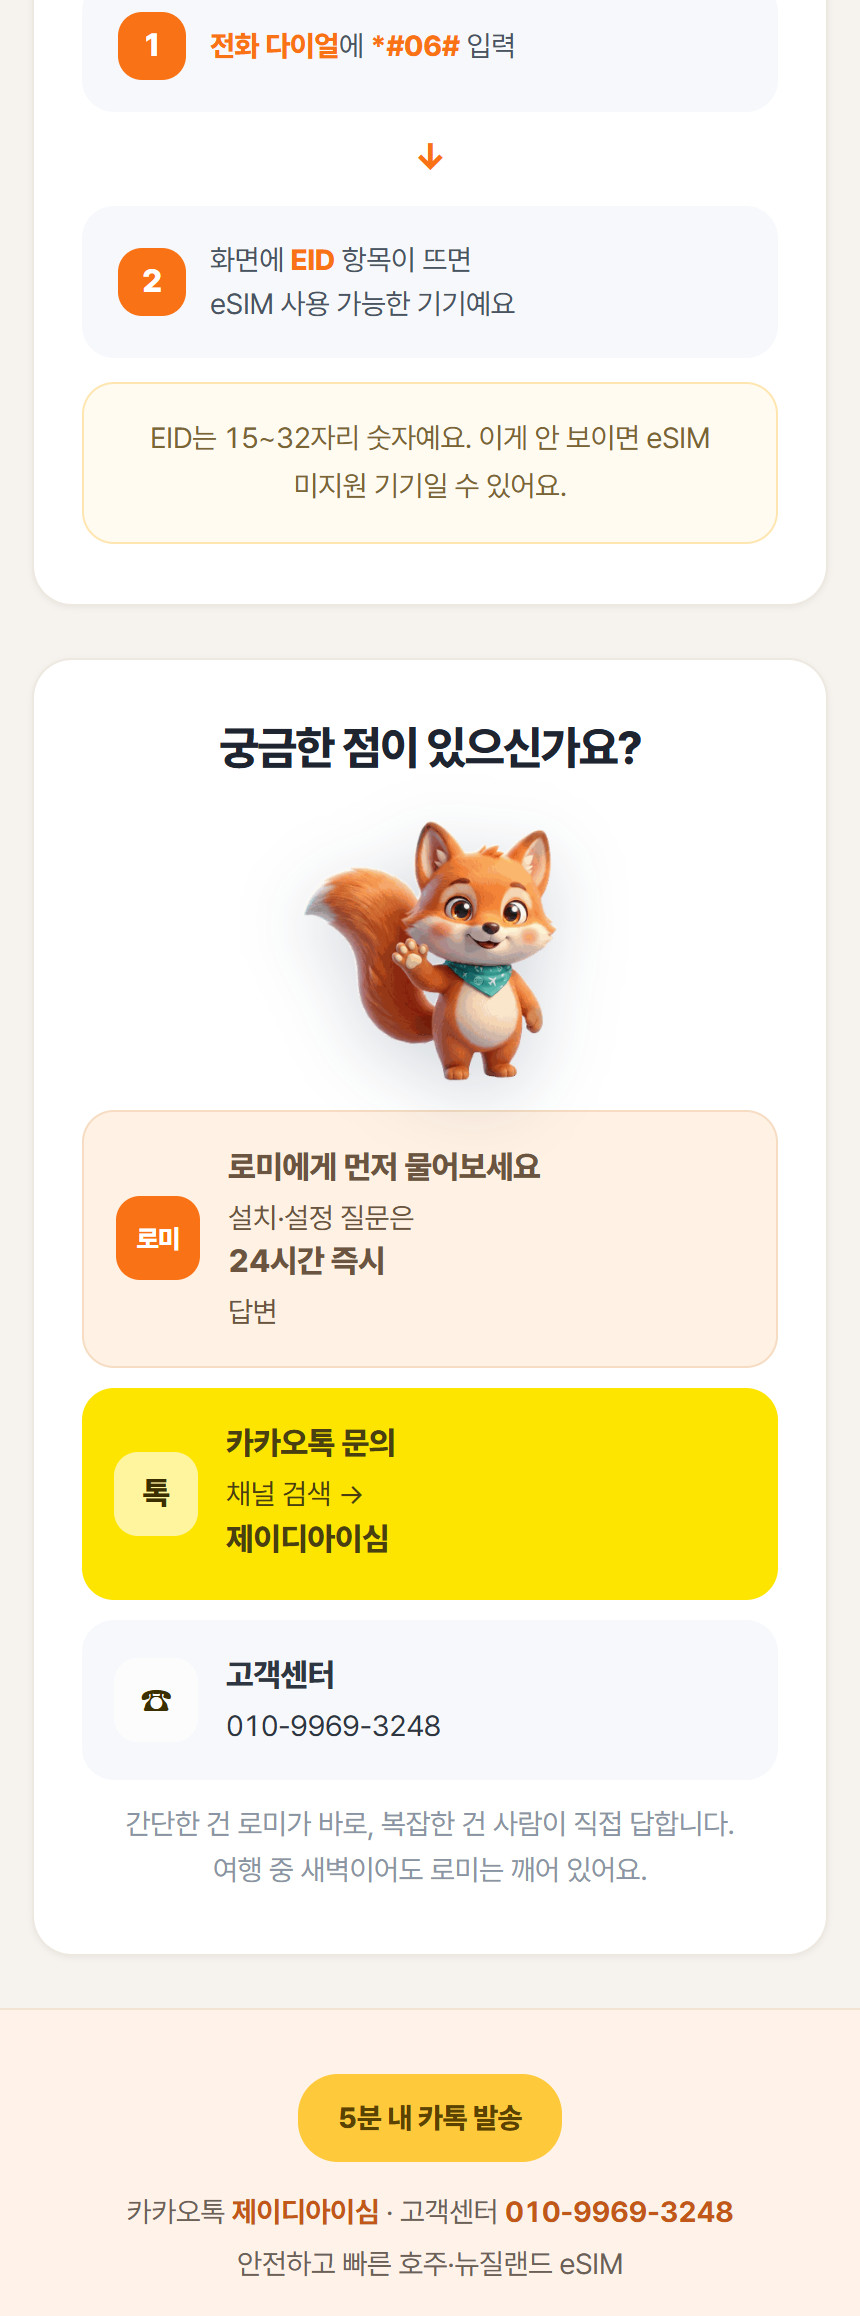 1
전화 다이얼에 *#06# 입력
↓
2
화면에 EID 항목이 뜨면
eSIM 사용 가능한 기기예요
EID는 15~32자리 숫자예요. 이게 안 보이면 eSIM
미지원 기기일 수 있어요.
궁금한 점이 있으신가요?
로미
로미에게 먼저 물어보세요
설치·설정 질문은
24시간 즉시
답변
톡
카카오톡 문의
채널 검색 →
제이디아이심
☎
고객센터
010-9969-3248
간단한 건 로미가 바로, 복잡한 건 사람이 직접 답합니다.
여행 중 새벽이어도 로미는 깨어 있어요.
5분 내 카톡 발송
카카오톡 제이디아이심 · 고객센터 010-9969-3248
안전하고 빠른 호주·뉴질랜드 eSIM